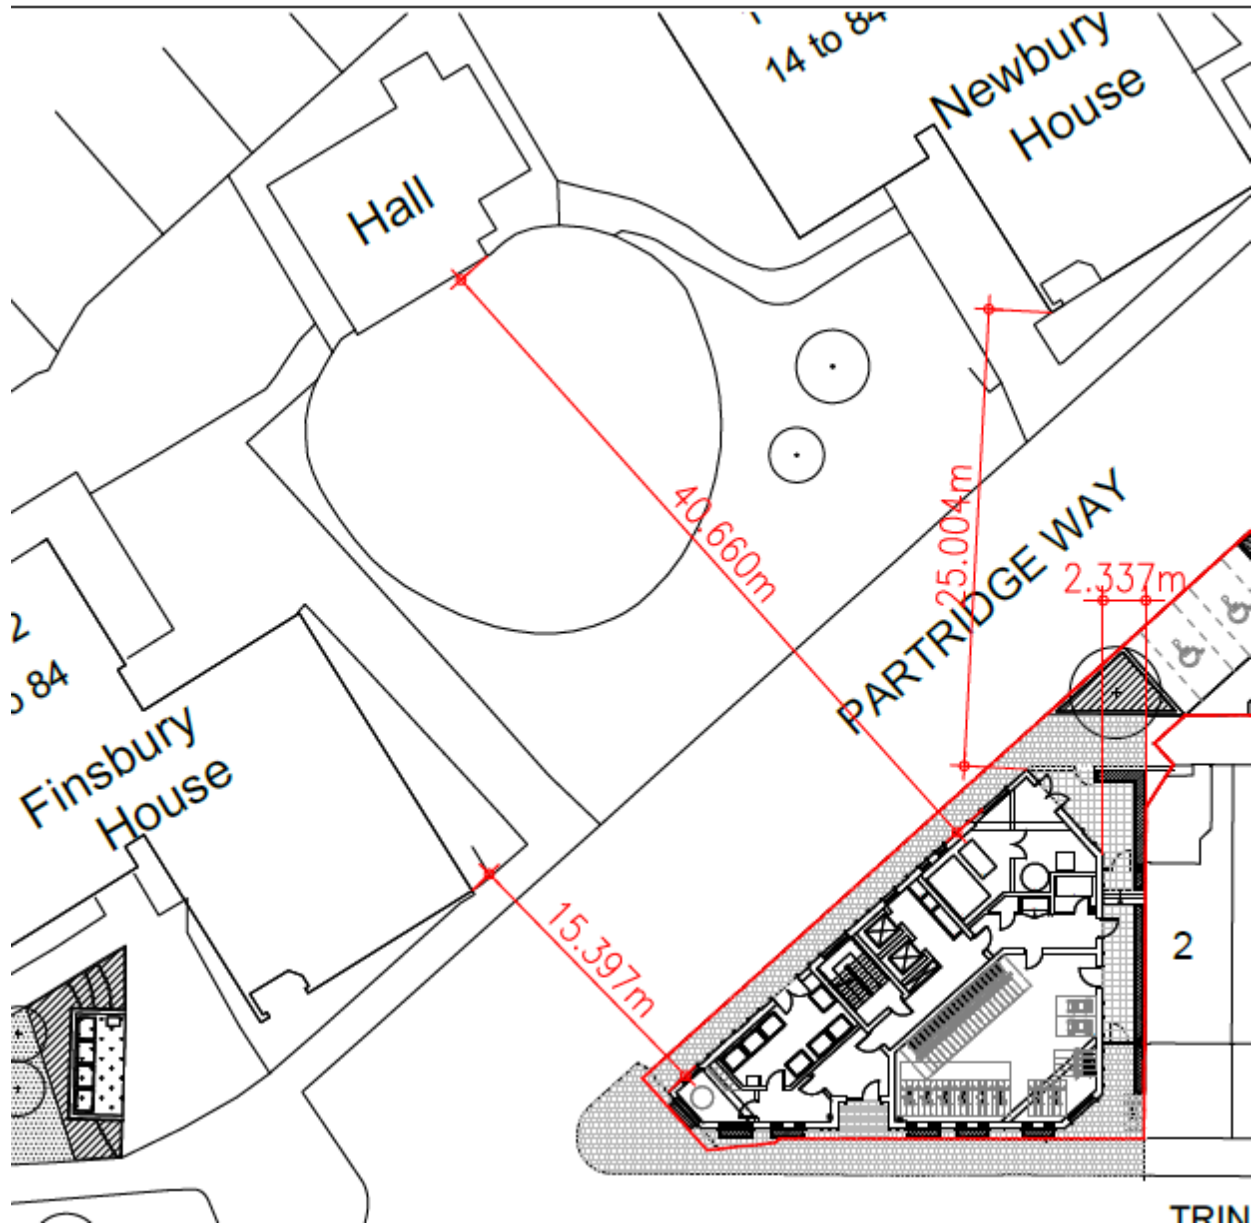 14 to 84
Newbury
House
Hall
40.660m
25.004m
PARTRIDGE WAY
2.337m
2
84
Finsbury
House
15.397m
2
TRIN